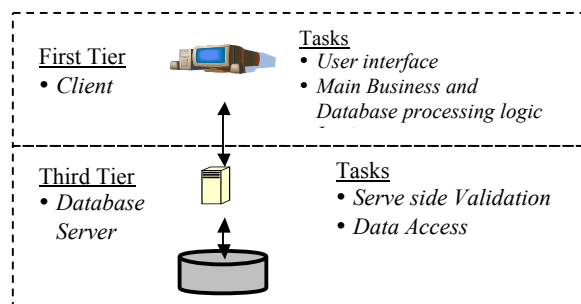 First Tier
• Client
Tasks
• User interface
• Main Business and
Database processing logic
Third Tier
• Database
Server
Tasks
• Serve side Validation
• Data Access